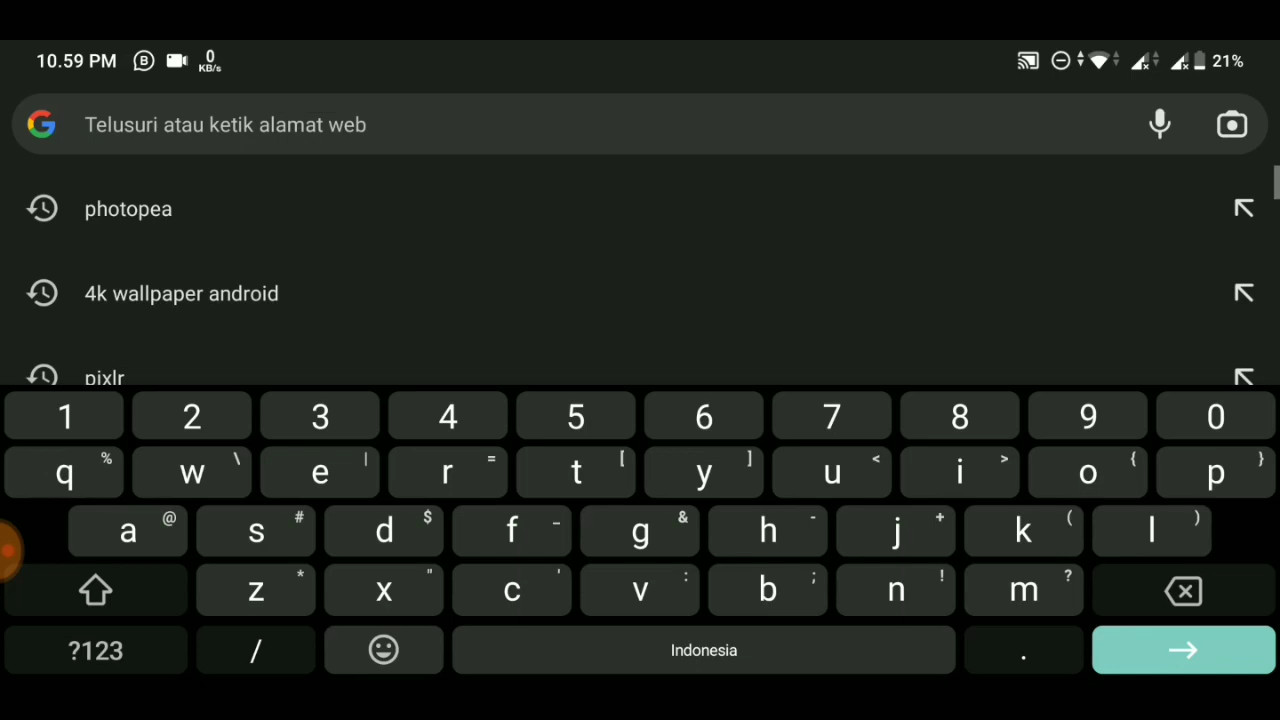 10.59 PM B 0 KB/s 21%
Telusuri atau ketik alamat web
photopea
4k wallpaper android
pixlr
1 2 3 4 5 6 7 8 9 0
q % w \ e | r = t [ y ] u < i > o { p }
a @ s # d $ f _ g & h - j + k ( l )
z * x " c ' v : b ; n ! m ?
?123 / Indonesia .